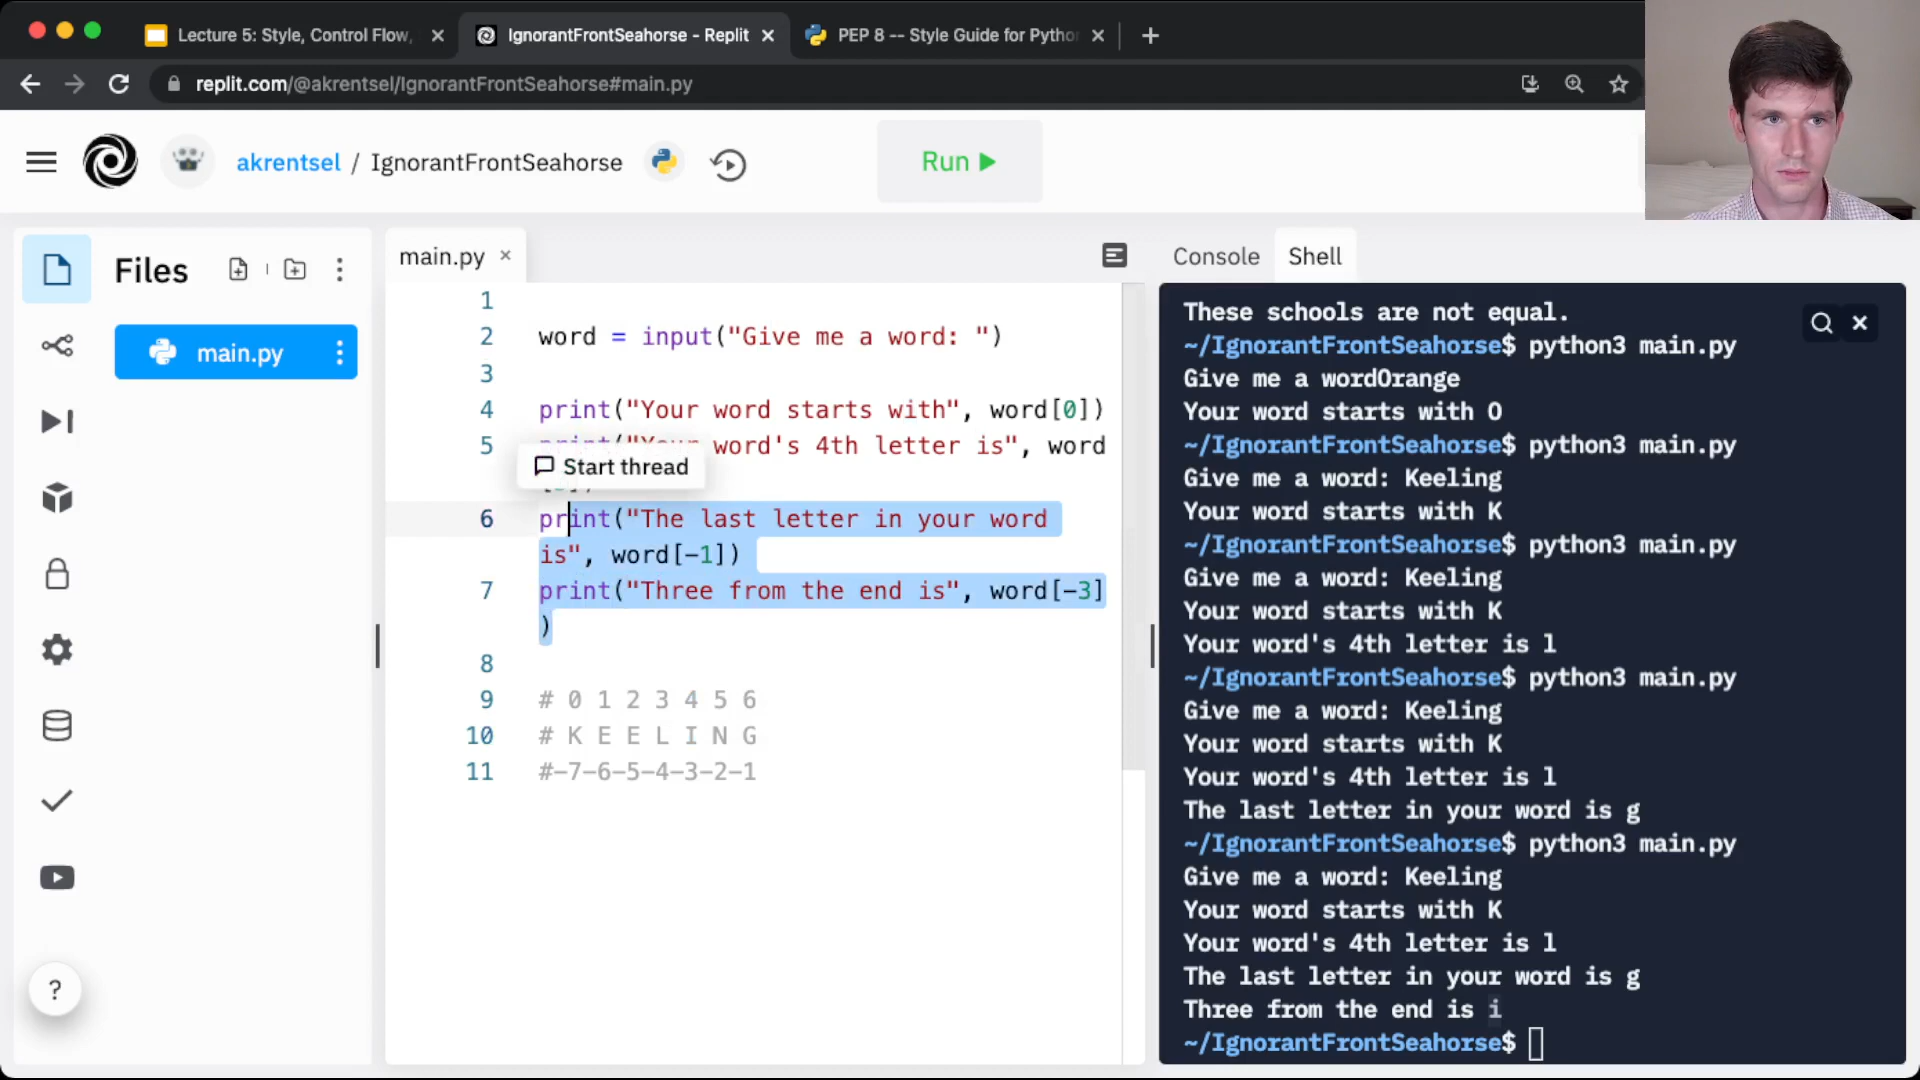 Lecture 5: Style, Control Flow,
IgnorantFrontSeahorse - Replit
PEP 8 -- Style Guide for Pytho
replit.com/@akrentsel/IgnorantFrontSeahorse#main.py
akrentsel / IgnorantFrontSeahorse
Run
Files
main.py
main.py
1
2 word = input("Give me a word: ")
3
4 print("Your word starts with", word[0])
5 print("Your word's 4th letter is", word
Start thread
6 print("The last letter in your word
is", word[-1])
7 print("Three from the end is", word[-3]
)
8
9 # 0 1 2 3 4 5 6
10 # K E E L I N G
11 #-7-6-5-4-3-2-1
?
Console Shell
These schools are not equal.
~/IgnorantFrontSeahorse$ python3 main.py
Give me a wordOrange
Your word starts with O
~/IgnorantFrontSeahorse$ python3 main.py
Give me a word: Keeling
Your word starts with K
~/IgnorantFrontSeahorse$ python3 main.py
Give me a word: Keeling
Your word starts with K
Your word's 4th letter is l
~/IgnorantFrontSeahorse$ python3 main.py
Give me a word: Keeling
Your word starts with K
Your word's 4th letter is l
The last letter in your word is g
~/IgnorantFrontSeahorse$ python3 main.py
Give me a word: Keeling
Your word starts with K
Your word's 4th letter is l
The last letter in your word is g
Three from the end is i
~/IgnorantFrontSeahorse$